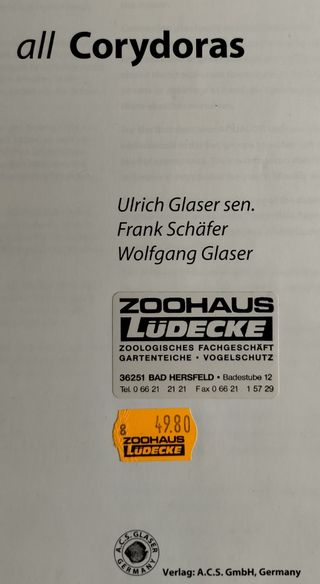 all Corydoras
Ulrich Glaser sen.
Frank Schäfer
Wolfgang Glaser
ZOOHAUS
LÜDECKE
ZOOLOGISCHES FACHGESCHÄFT
GARTENTEICHE · VOGELSCHUTZ
36251 BAD HERSFELD • Badestube 12
Tel. 0 66 21 21 21 Fax 0 66 21 1 57 29
8 49.80
ZOOHAUS
LÜDECKE
A.C.S. GLASER
GERMANY
Verlag: A.C.S. GmbH, Germany